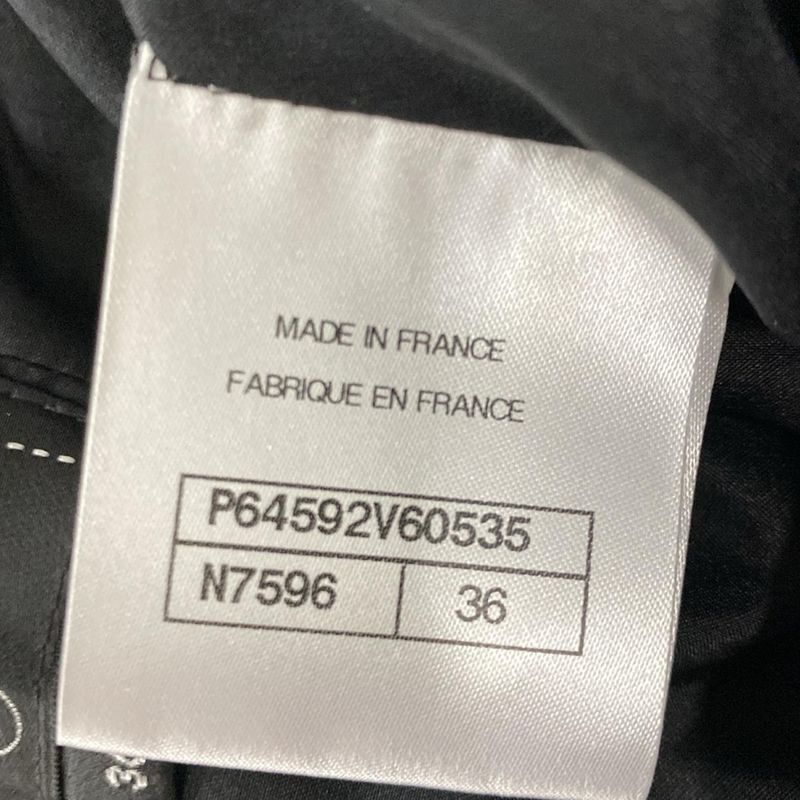 MADE IN FRANCE
FABRIQUE EN FRANCE
P64592V60535
N7596 36